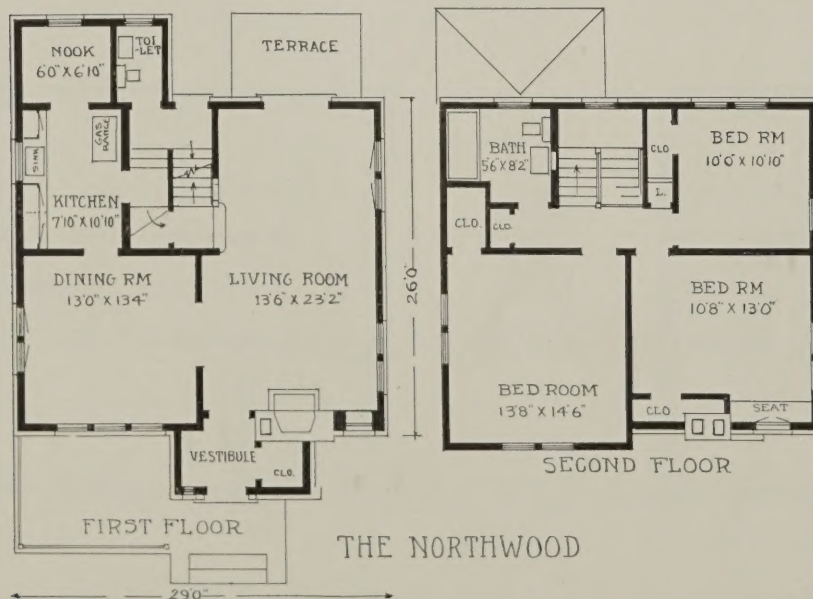 NOOK
6'0" X 6'10"
TOI
-LET
TERRACE
SINK
GAS
RANGE
KITCHEN
7'10" X 10'10"
DINING RM
13'0" X 13'4"
LIVING ROOM
13'6" X 23'2"
26'0"
VESTIBULE
CLO.
FIRST FLOOR
29'0"
BATH
5'6" X 8'2"
CLO
L.
BED RM
10'0" X 10'10"
CLO.
CLO.
BED RM
10'8" X 13'0"
BED ROOM
13'8" X 14'6"
CLO
SEAT
SECOND FLOOR
THE NORTHWOOD